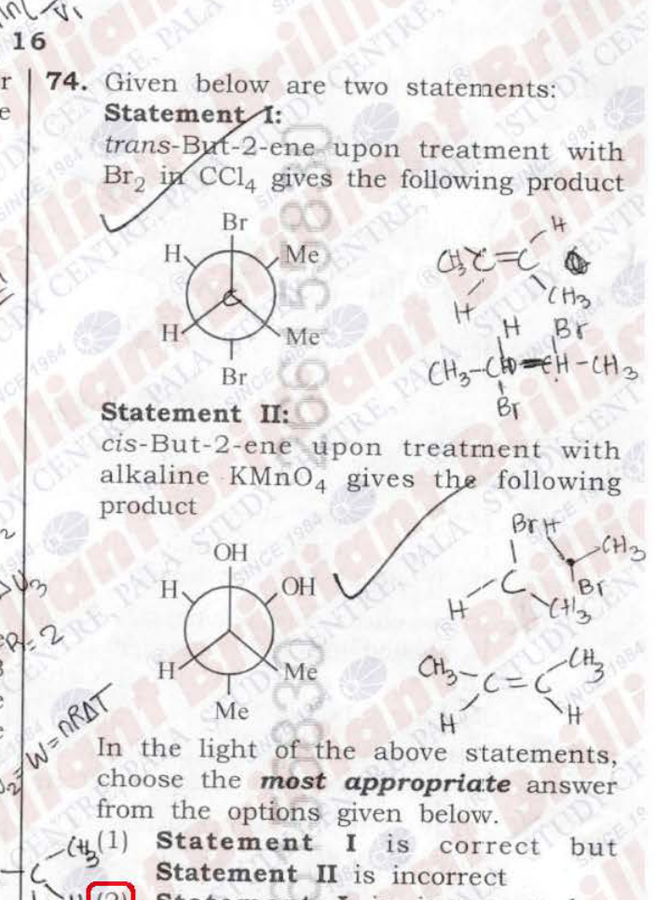 16
74. Given below are two statements:
Statement I:
trans-But-2-ene upon treatment with
Br2 in CCl4 gives the following product
Br
H Me
H Me
Br
CH3 C=C H
H CH3
H Br
CH3-CH-CH-CH3
Br
Statement II:
cis-But-2-ene upon treatment with
alkaline KMnO4 gives the following
product
OH
H OH
H Me
Me
Br H
CH3
C
Br
H CH3
CH3 C=C CH3
H H
W=nRΔT
In the light of the above statements,
choose the most appropriate answer
from the options given below.
(1) Statement I is correct but
Statement II is incorrect
CH3
C